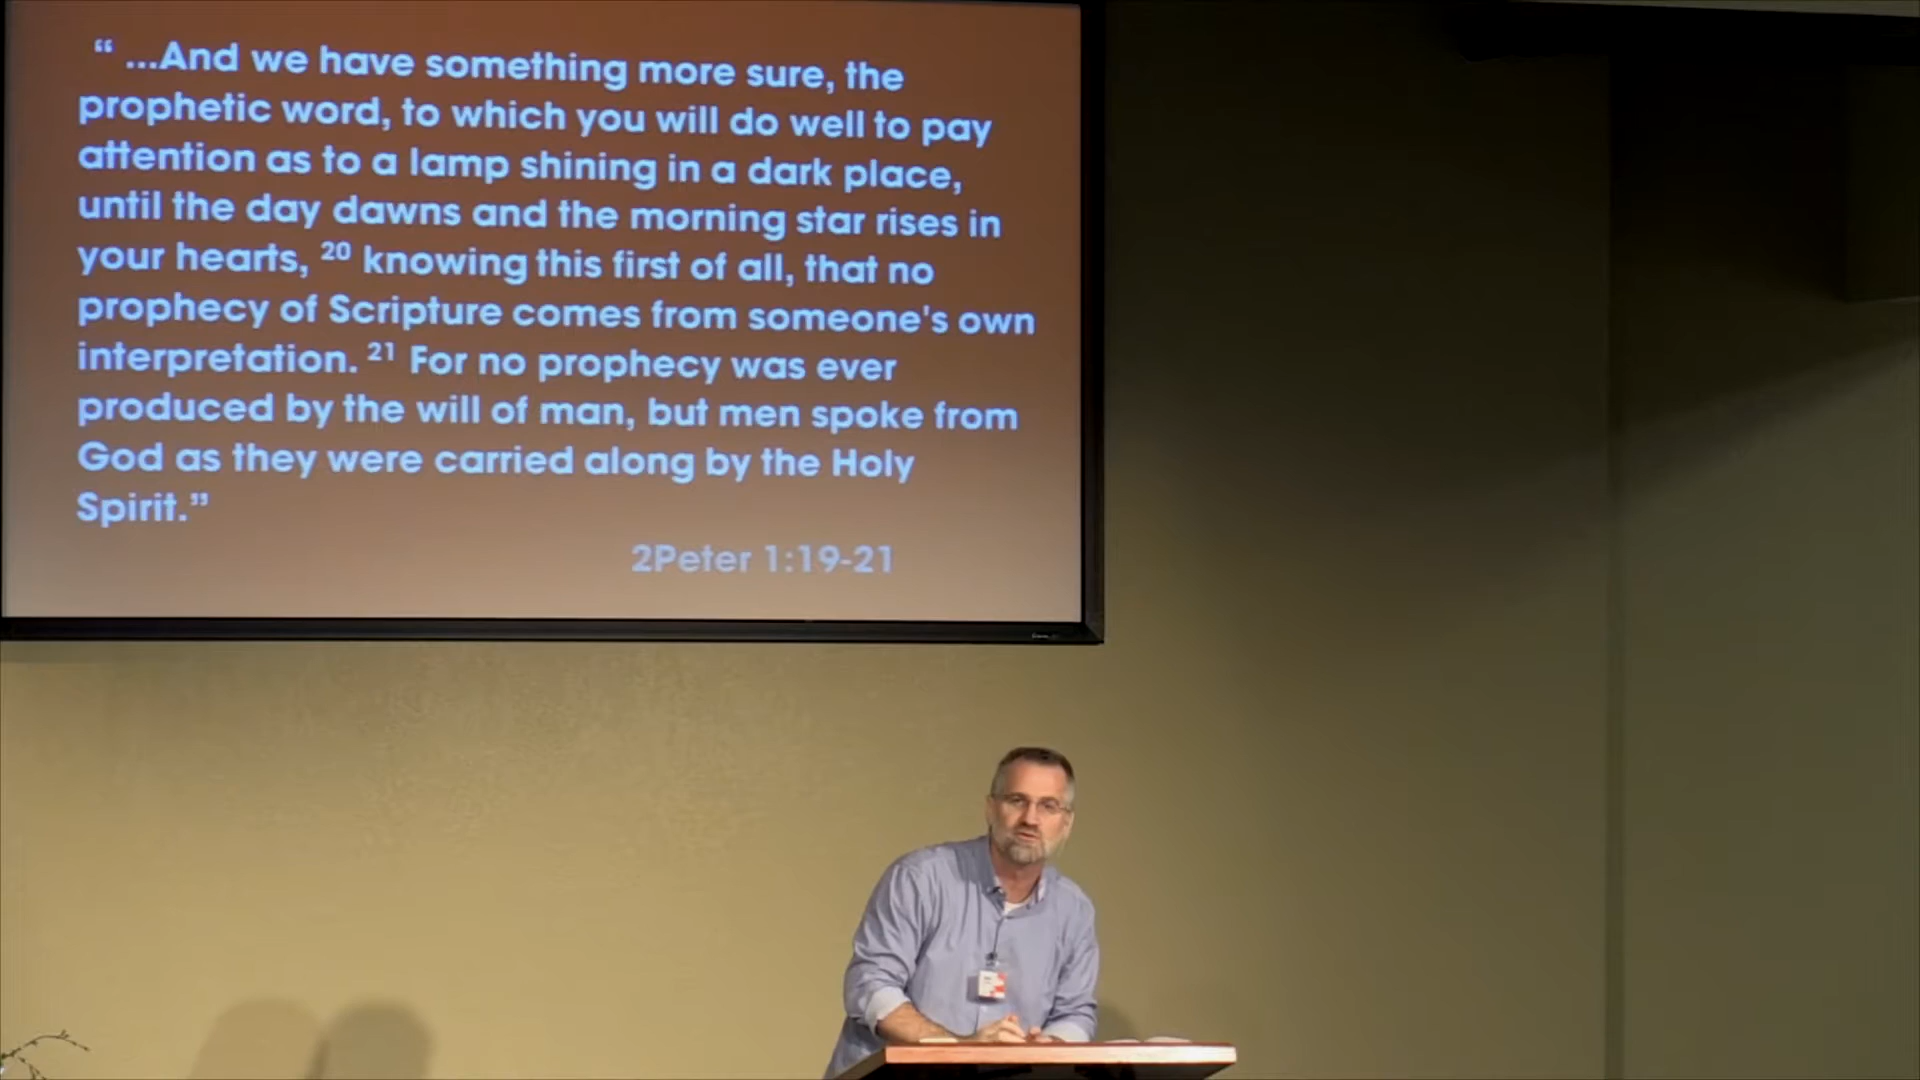 “ ...And we have something more sure, the
prophetic word, to which you will do well to pay
attention as to a lamp shining in a dark place,
until the day dawns and the morning star rises in
your hearts, 20 knowing this first of all, that no
prophecy of Scripture comes from someone's own
interpretation. 21 For no prophecy was ever
produced by the will of man, but men spoke from
God as they were carried along by the Holy
Spirit.”
2Peter 1:19-21